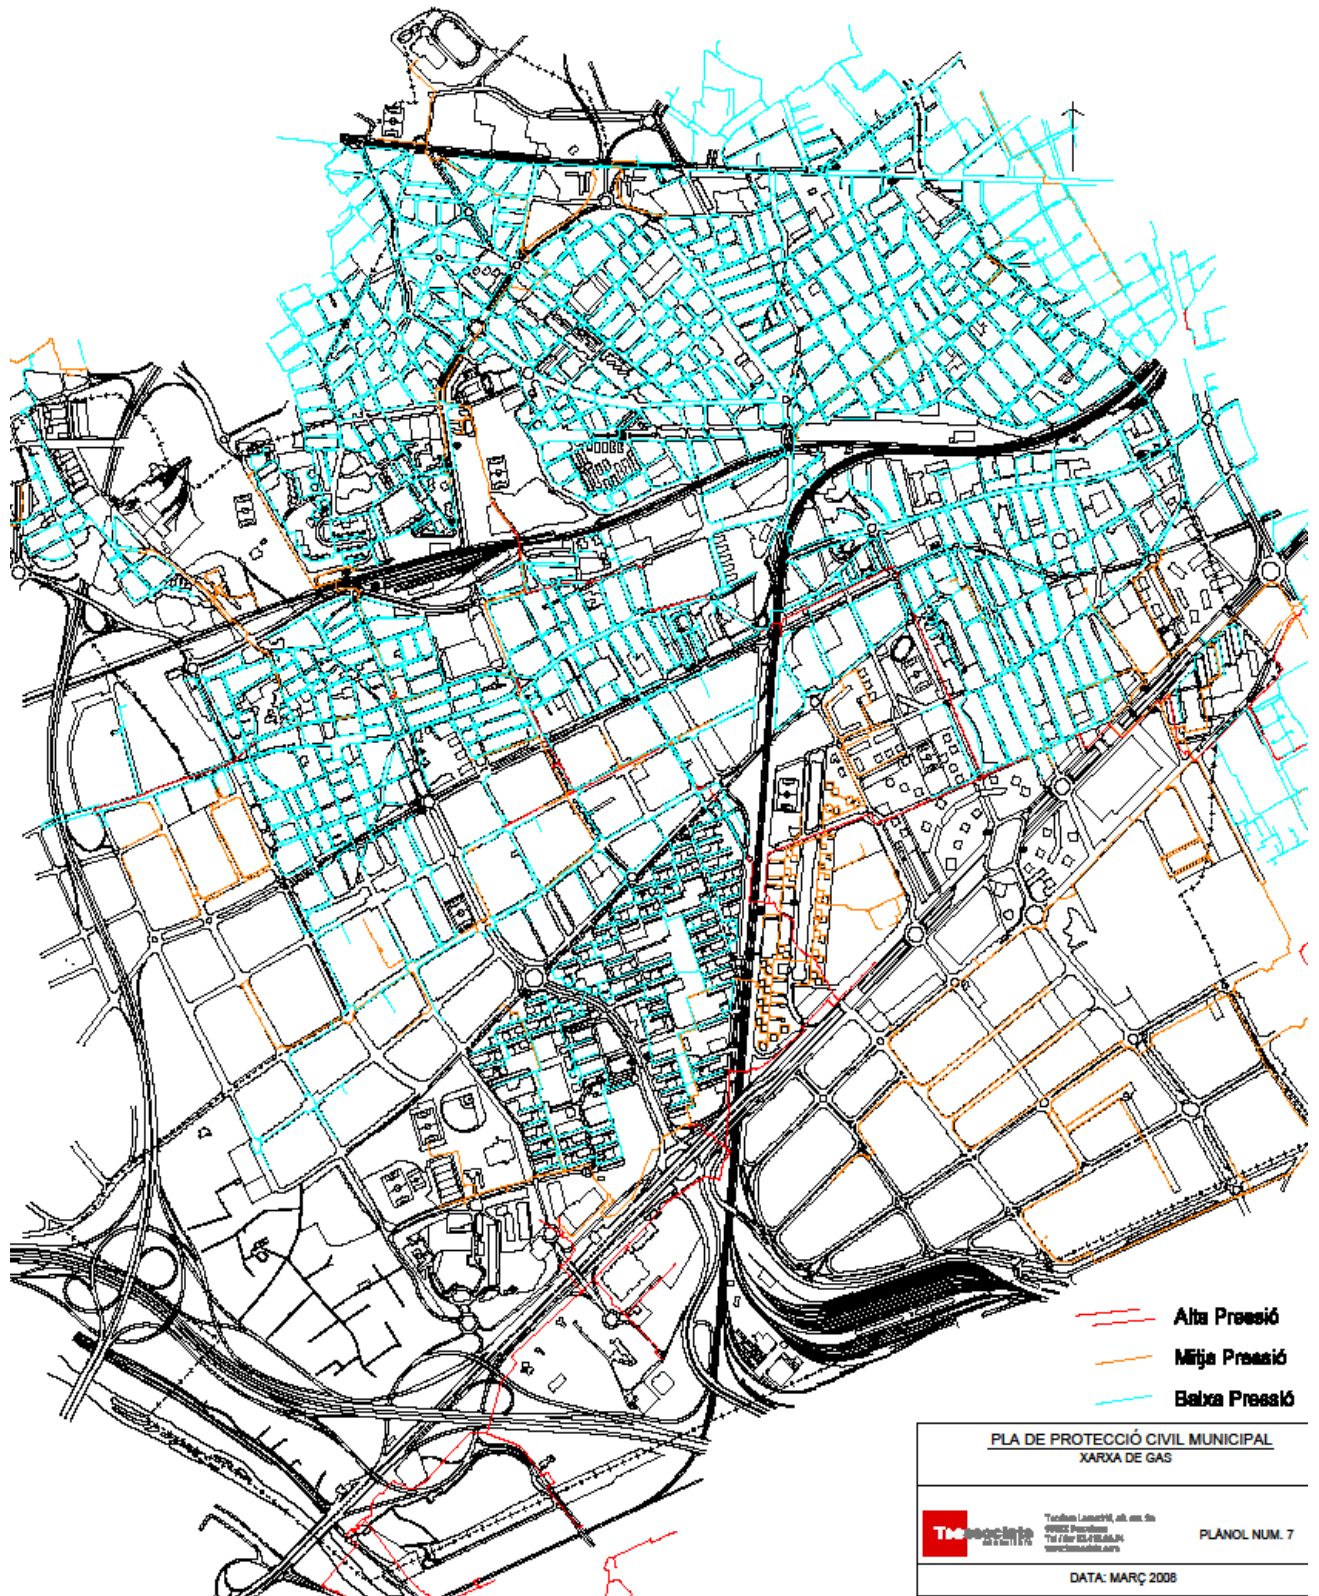 Alta Pressió
Mitja Pressió
Baixa Pressió
PLA DE PROTECCIÓ CIVIL MUNICIPAL
XARXA DE GAS
PLÀNOL NUM. 7
DATA: MARÇ 2008